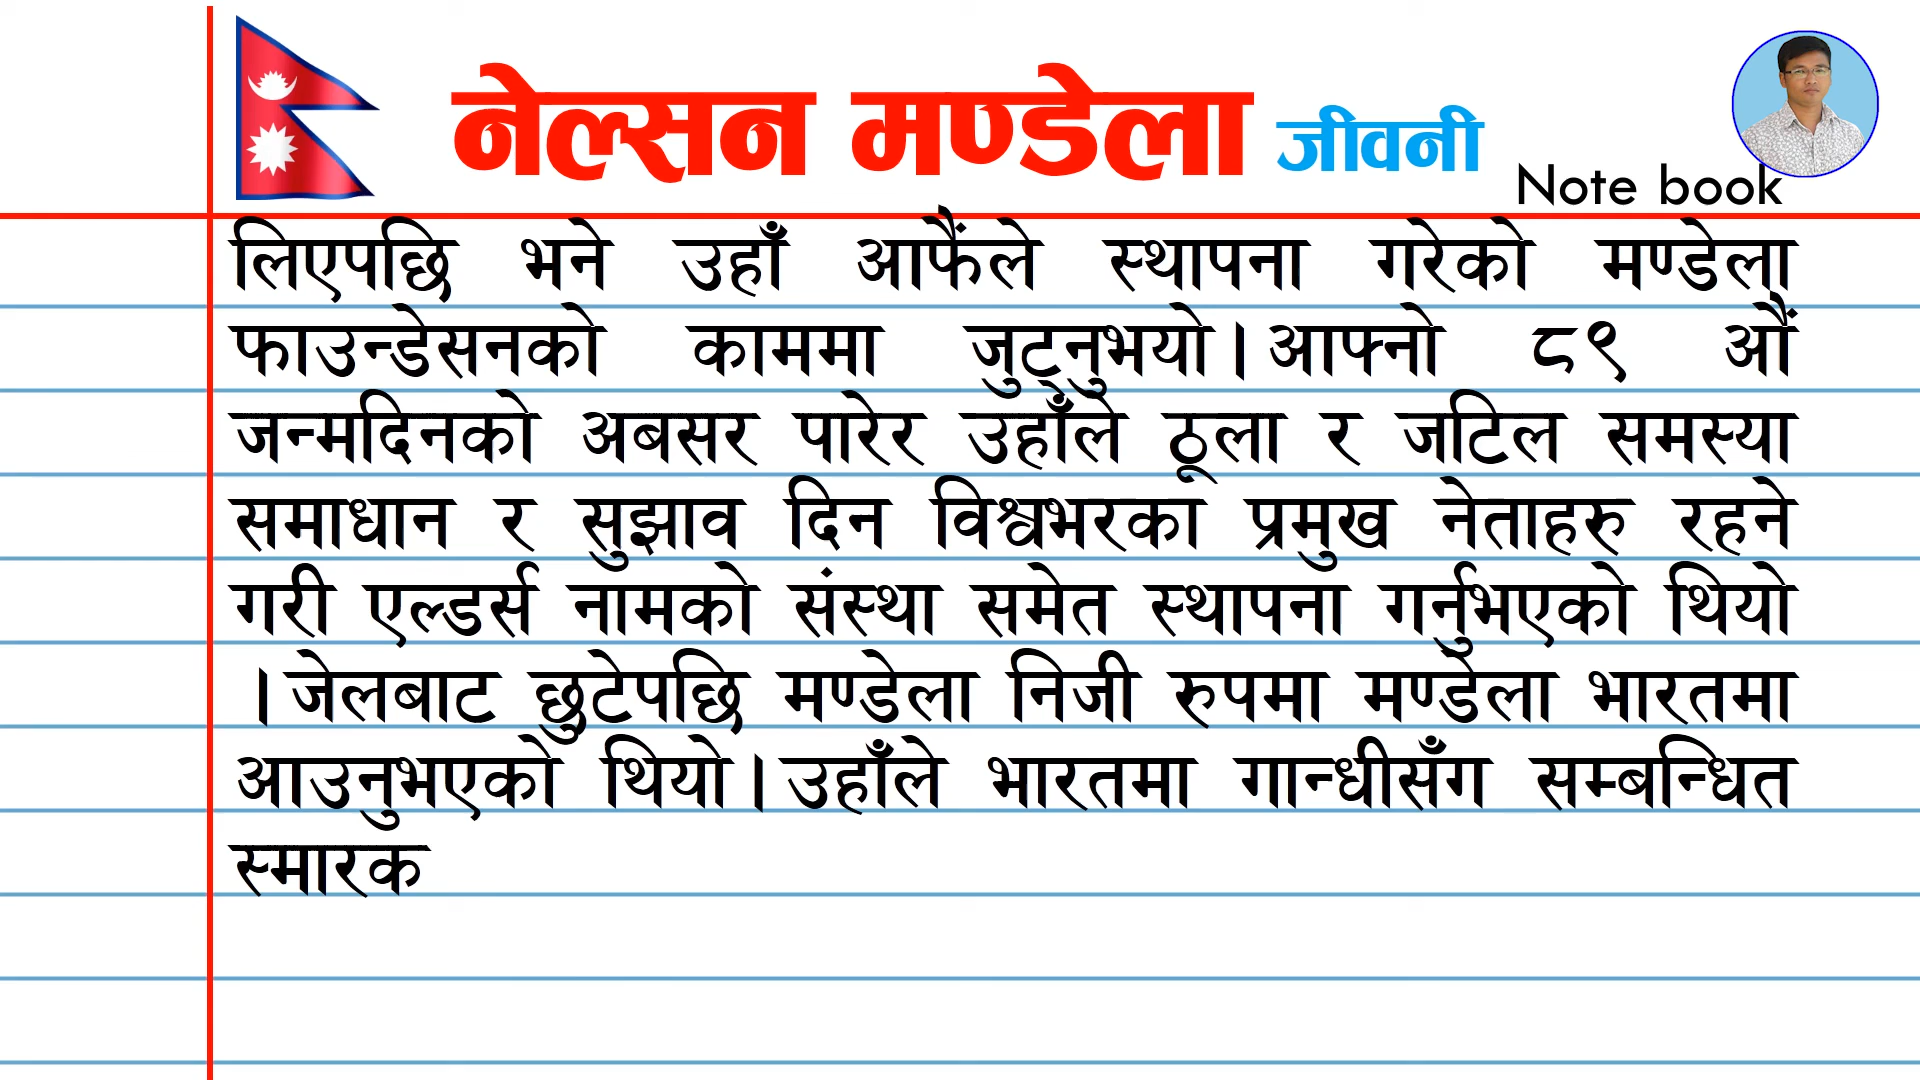 नेल्सन मण्डेला जीवनी
Note book
लिएपछि भने उहाँ आफैंले स्थापना गरेको मण्डेला
फाउन्डेसनको काममा जुट्नुभयो। आफ्नो ८९ औं
जन्मदिनको अबसर पारेर उहाँले ठूला र जटिल समस्या
समाधान र सुझाव दिन विश्वभरका प्रमुख नेताहरु रहने
गरी एल्डर्स नामको संस्था समेत स्थापना गर्नुभएको थियो
। जेलबाट छुटेपछि मण्डेला निजी रुपमा मण्डेला भारतमा
आउनुभएको थियो। उहाँले भारतमा गान्धीसँग सम्बन्धित
स्मारक